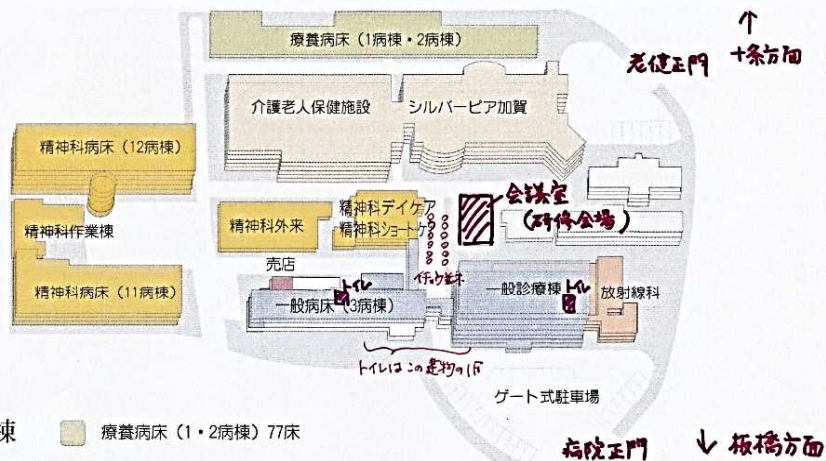 療養病床（1病棟・2病棟）
老健正門
↑
十条方面
介護老人保健施設　シルバーピア加賀
精神科病床（12病棟）
会議室
（研修会場）
精神科デイケア
精神科ショートケア
精神科外来
精神科作業棟
売店
イチョウ並木
トイレ
一般病床（3病棟）
一般診療棟
トイレ
放射線科
精神科病床（11病棟）
トイレはこの建物の1F
ゲート式駐車場
棟
療養病床（1・2病棟）77床
病院正門
↓ 板橋方面